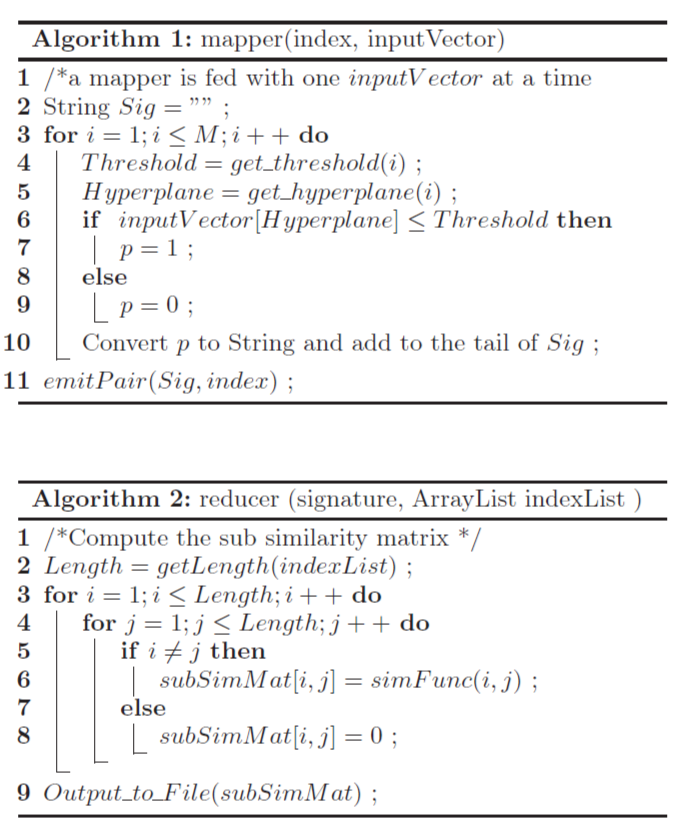 Algorithm 1: mapper(index, inputVector)
1 /*a mapper is fed with one inputVector at a time
2 String Sig = ”” ;
3 for i = 1; i ≤ M; i + + do
4 Threshold = get_threshold(i) ;
5 Hyperplane = get_hyperplane(i) ;
6 if inputVector[Hyperplane] ≤ Threshold then
7 p = 1 ;
8 else
9 p = 0 ;
10 Convert p to String and add to the tail of Sig ;
11 emitPair(Sig, index) ;
Algorithm 2: reducer (signature, ArrayList indexList )
1 /*Compute the sub similarity matrix */
2 Length = getLength(indexList) ;
3 for i = 1; i ≤ Length; i + + do
4 for j = 1; j ≤ Length; j + + do
5 if i ≠ j then
6 subSimMat[i, j] = simFunc(i, j) ;
7 else
8 subSimMat[i, j] = 0 ;
9 Output_to_File(subSimMat) ;